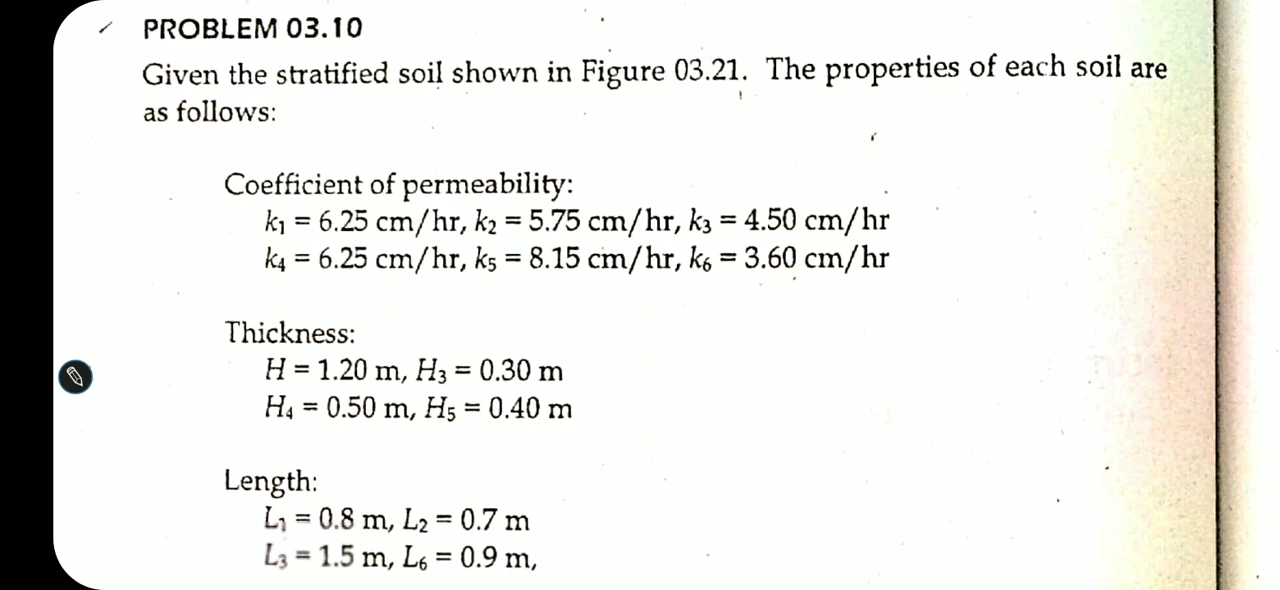 PROBLEM 03.10
Given the stratified soil shown in Figure 03.21. The properties of each soil are
as follows:
Coefficient of permeability:
k₁ = 6.25 cm/hr, k₂ = 5.75 cm/hr, k₃ = 4.50 cm/hr
k₄ = 6.25 cm/hr, k₅ = 8.15 cm/hr, k₆ = 3.60 cm/hr
Thickness:
H = 1.20 m, H₃ = 0.30 m
H₄ = 0.50 m, H₅ = 0.40 m
Length:
L₁ = 0.8 m, L₂ = 0.7 m
L₃ = 1.5 m, L₆ = 0.9 m,